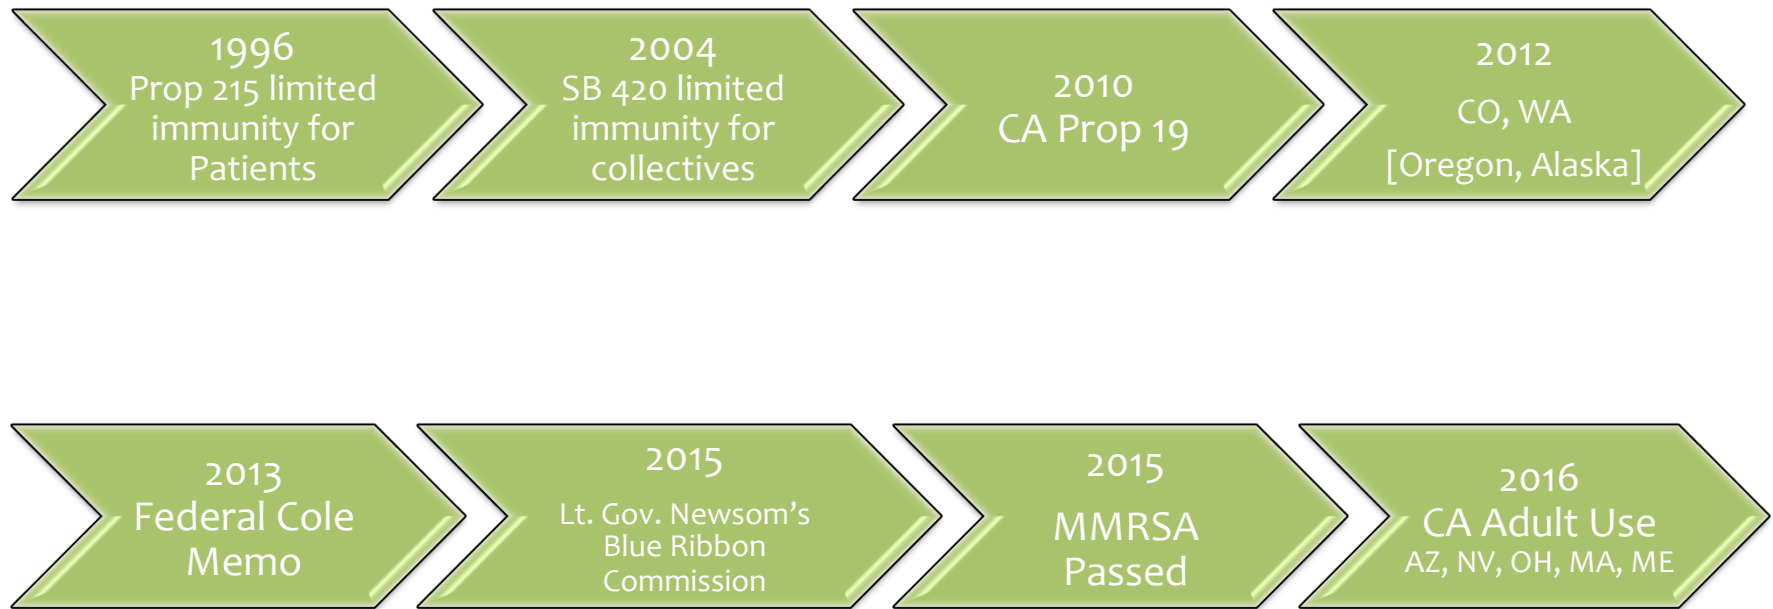 1996
Prop 215 limited
immunity for
Patients
2004
SB 420 limited
immunity for
collectives
2010
CA Prop 19
2012
CO, WA
[Oregon, Alaska]
2013
Federal Cole
Memo
2015
Lt. Gov. Newsom’s
Blue Ribbon
Commission
2015
MMRSA
Passed
2016
CA Adult Use
AZ, NV, OH, MA, ME